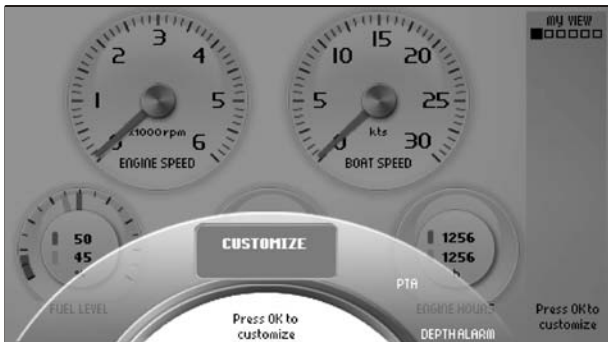 MY VIEW
0 1 2 3 4 5 6
x1000 rpm
ENGINE SPEED
0 5 10 15 20 25 30
kts
BOAT SPEED
50
45
FUEL LEVEL
1256
1256
h
ENGINE HOURS
CUSTOMIZE
PTA
DEPTH ALARM
Press OK to
customize
Press OK to
customize